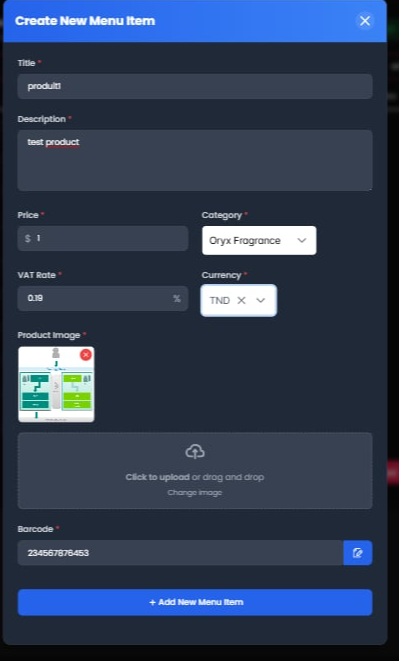 Create New Menu Item
Title *
produit1
Description *
test product
Price * Category *
$ 1 Oryx Fragrance
VAT Rate * Currency *
0.19 % TND
Product Image *
Click to upload or drag and drop
Change image
Barcode *
234567876453
+ Add New Menu Item